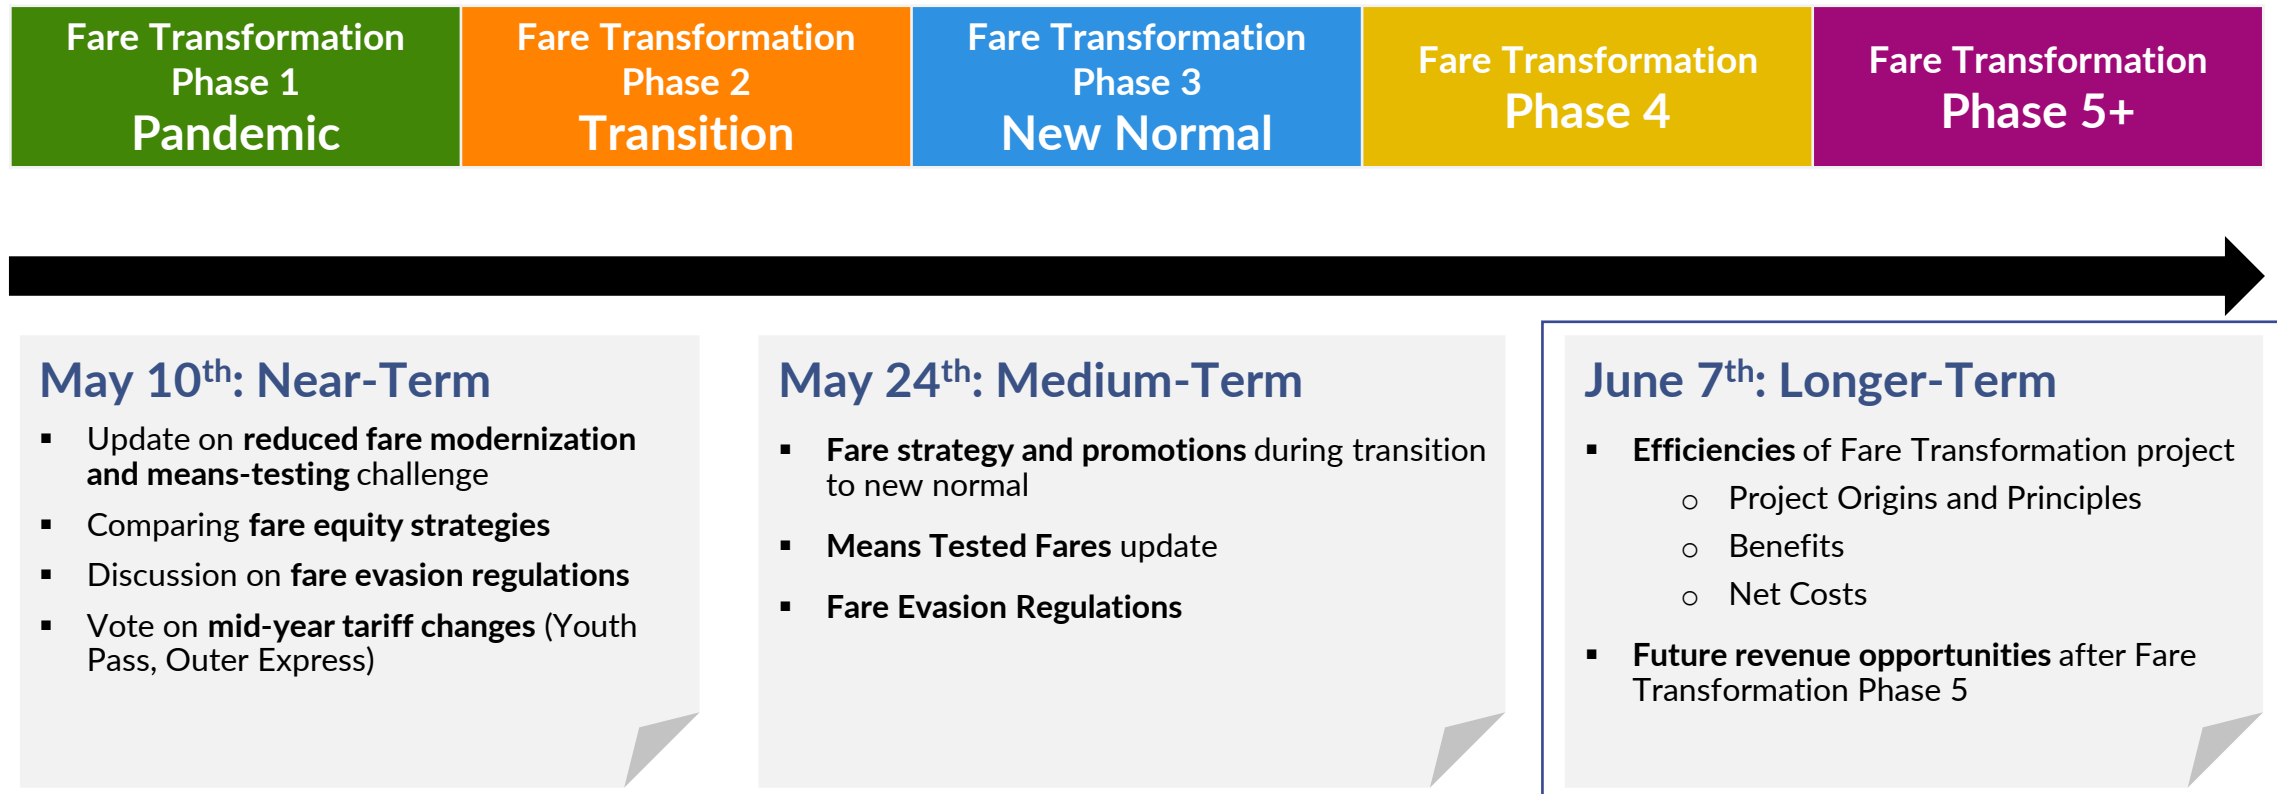 Fare Transformation
Phase 1
Pandemic
Fare Transformation
Phase 2
Transition
Fare Transformation
Phase 3
New Normal
Fare Transformation
Phase 4
Fare Transformation
Phase 5+
May 10th: Near-Term
▪ Update on reduced fare modernization
and means-testing challenge
▪ Comparing fare equity strategies
▪ Discussion on fare evasion regulations
▪ Vote on mid-year tariff changes (Youth
Pass, Outer Express)
May 24th: Medium-Term
▪ Fare strategy and promotions during transition
to new normal
▪ Means Tested Fares update
▪ Fare Evasion Regulations
June 7th: Longer-Term
▪ Efficiencies of Fare Transformation project
o Project Origins and Principles
o Benefits
o Net Costs
▪ Future revenue opportunities after Fare
Transformation Phase 5